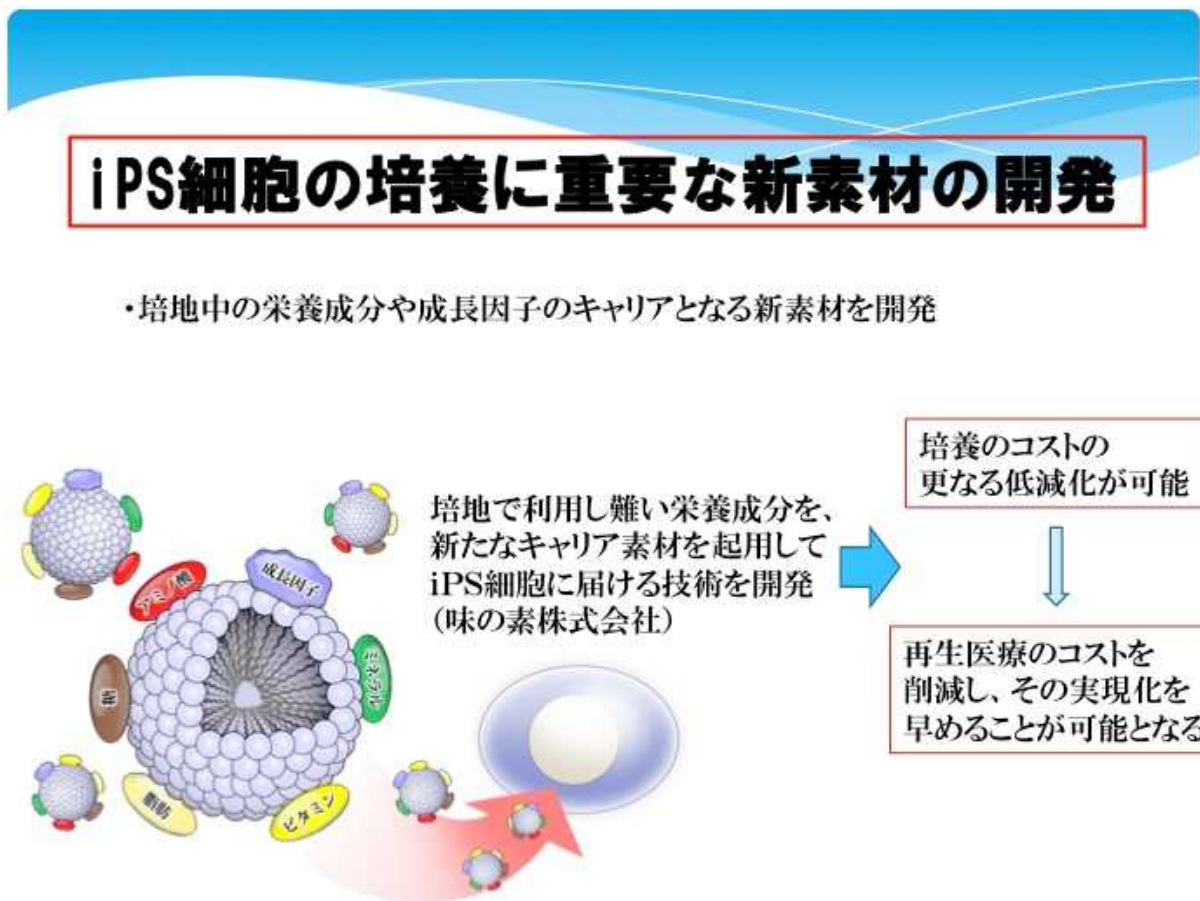 iPS細胞の培養に重要な新素材の開発
・培地中の栄養成分や成長因子のキャリアとなる新素材を開発
培地で利用し難い栄養成分を、
新たなキャリア素材を起用して
iPS細胞に届ける技術を開発
（味の素株式会社）
培養のコストの
更なる低減化が可能
再生医療のコストを
削減し、その実現化を
早めることが可能となる
アミノ酸
成長因子
ミネラル
糖
脂肪
ビタミン